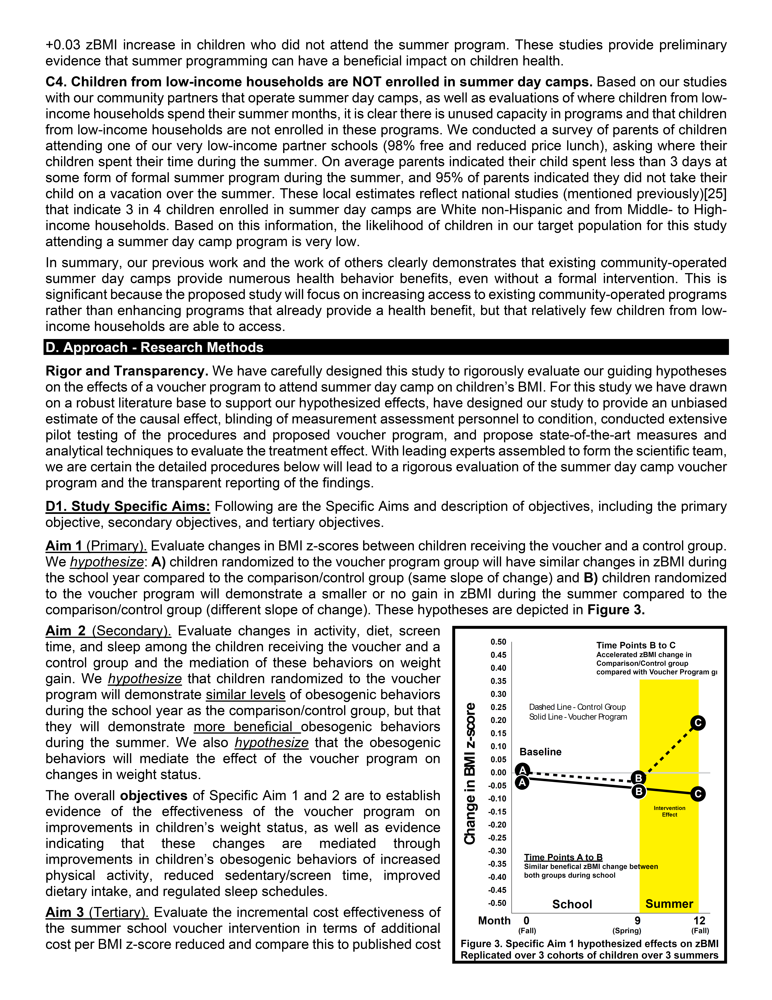 +0.03 zBMI increase in children who did not attend the summer program. These studies provide preliminary
evidence that summer programming can have a beneficial impact on children health.
C4. Children from low-income households are NOT enrolled in summer day camps. Based on our studies
with our community partners that operate summer day camps, as well as evaluations of where children from low-
income households spend their summer months, it is clear there is unused capacity in programs and that children
from low-income households are not enrolled in these programs. We conducted a survey of parents of children
attending one of our very low-income partner schools (98% free and reduced price lunch), asking where their
children spent their time during the summer. On average parents indicated their child spent less than 3 days at
some form of formal summer program during the summer, and 95% of parents indicated they did not take their
child on a vacation over the summer. These local estimates reflect national studies (mentioned previously)[25]
that indicate 3 in 4 children enrolled in summer day camps are White non-Hispanic and from Middle- to High-
income households. Based on this information, the likelihood of children in our target population for this study
attending a summer day camp program is very low.
In summary, our previous work and the work of others clearly demonstrates that existing community-operated
summer day camps provide numerous health behavior benefits, even without a formal intervention. This is
significant because the proposed study will focus on increasing access to existing community-operated programs
rather than enhancing programs that already provide a health benefit, but that relatively few children from low-
income households are able to access.
D. Approach - Research Methods
Rigor and Transparency. We have carefully designed this study to rigorously evaluate our guiding hypotheses
on the effects of a voucher program to attend summer day camp on children's BMI. For this study we have drawn
on a robust literature base to support our hypothesized effects, have designed our study to provide an unbiased
estimate of the causal effect, blinding of measurement assessment personnel to condition, conducted extensive
pilot testing of the procedures and proposed voucher program, and propose state-of-the-art measures and
analytical techniques to evaluate the treatment effect. With leading experts assembled to form the scientific team,
we are certain the detailed procedures below will lead to a rigorous evaluation of the summer day camp voucher
program and the transparent reporting of the findings.
D1. Study Specific Aims: Following are the Specific Aims and description of objectives, including the primary
objective, secondary objectives, and tertiary objectives.
Aim 1 (Primary). Evaluate changes in BMI z-scores between children receiving the voucher and a control group.
We hypothesize: A) children randomized to the voucher program group will have similar changes in zBMI during
the school year compared to the comparison/control group (same slope of change) and B) children randomized
to the voucher program will demonstrate a smaller or no gain in zBMI during the summer compared to the
comparison/control group (different slope of change). These hypotheses are depicted in Figure 3.
Aim 2 (Secondary). Evaluate changes in activity, diet, screen
time, and sleep among the children receiving the voucher and a
control group and the mediation of these behaviors on weight
gain. We hypothesize that children randomized to the voucher
program will demonstrate similar levels of obesogenic behaviors
during the school year as the comparison/control group, but that
they will demonstrate more beneficial obesogenic behaviors
during the summer. We also hypothesize that the obesogenic
behaviors will mediate the effect of the voucher program on
changes in weight status.
The overall objectives of Specific Aim 1 and 2 are to establish
evidence of the effectiveness of the voucher program on
improvements in children's weight status, as well as evidence
indicating that these changes are mediated through
improvements in children's obesogenic behaviors of increased
physical activity, reduced sedentary/screen time, improved
dietary intake, and regulated sleep schedules.
Aim 3 (Tertiary). Evaluate the incremental cost effectiveness of
the summer school voucher intervention in terms of additional
cost per BMI z-score reduced and compare this to published cost
Change in BMI z-score
0.50
0.45
0.40
0.35
0.30
0.25
0.20
0.15
0.10
0.05
0.00
-0.05
-0.10
-0.15
-0.20
-0.25
-0.30
-0.35
-0.40
-0.45
-0.50
Time Points B to C
Accelerated zBMI change in
Comparison/Control group
compared with Voucher Program
Dashed Line - Control Group
Solid Line - Voucher Program
Baseline
A
A
B
B
C
C
Intervention
Effect
Time Points A to B
Similar benefical zBMI change between
both groups during school
School
Summer
Month 0 9 12
(Fall) (Spring) (Fall)
Figure 3. Specific Aim 1 hypothesized effects on zBMI
Replicated over 3 cohorts of children over 3 summers